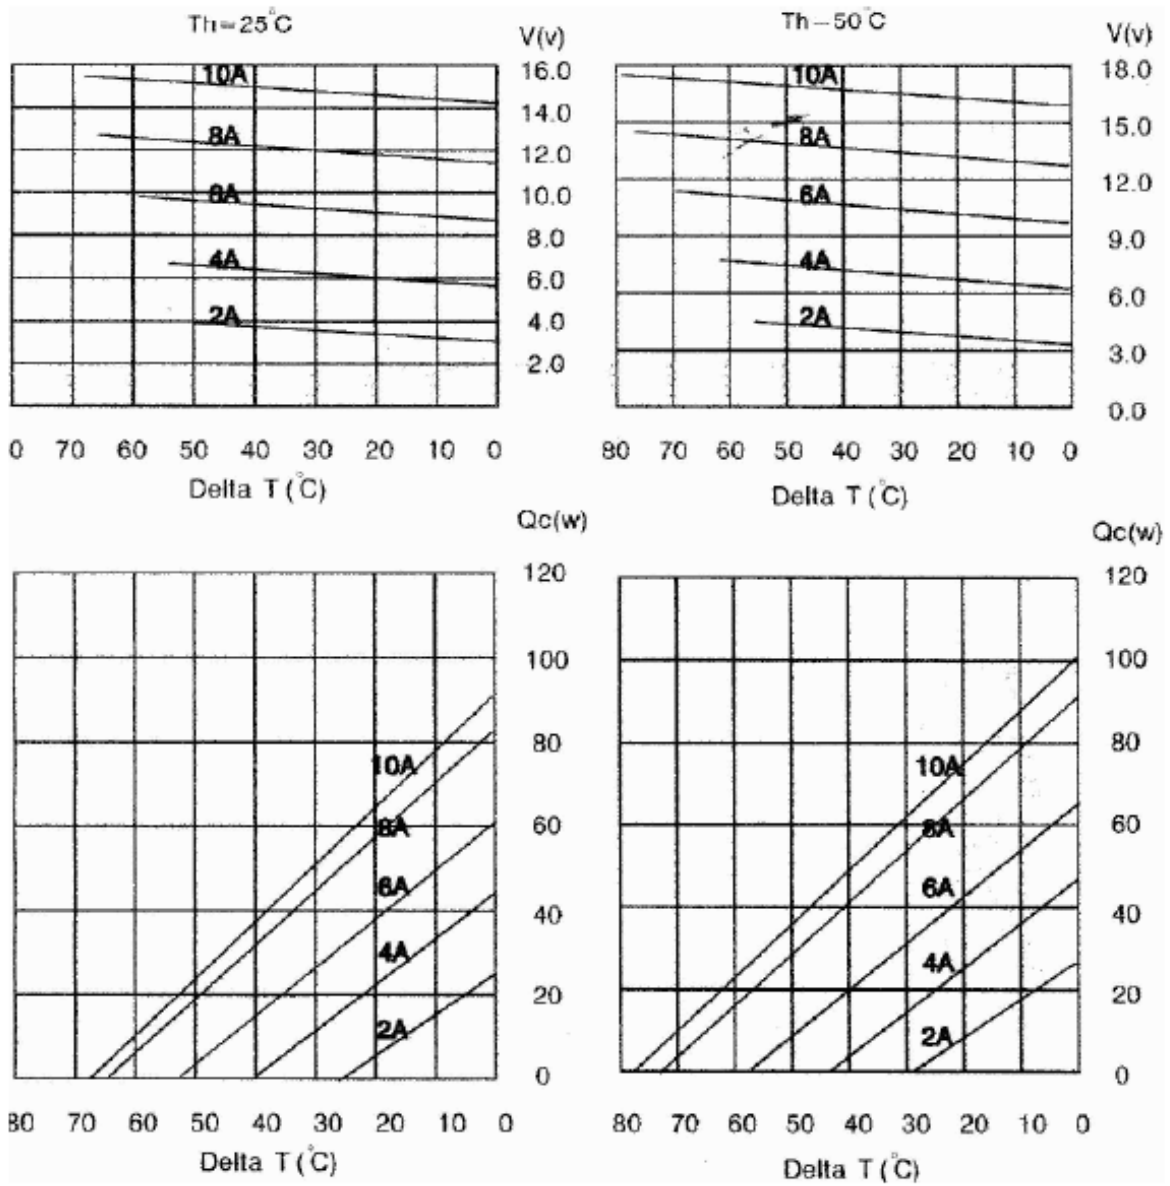 Th=25°C
V(v)
10A
16.0
14.0
8A
12.0
8A
10.0
8.0
4A
6.0
2A
4.0
2.0
0 70 60 50 40 30 20 10 0
Delta T (°C)
Th-50°C
V(v)
10A
18.0
15.0
8A
12.0
6A
9.0
4A
6.0
2A
3.0
0.0
80 70 60 50 40 30 20 10 0
Delta T (°C)
Qc(w)
120
100
80
10A
8A
60
6A
40
4A
20
2A
0
80 70 60 50 40 30 20 10 0
Delta T (°C)
Qc(w)
120
100
80
10A
8A
60
6A
40
4A
20
2A
0
80 70 60 50 40 30 20 10 0
Delta T (°C)